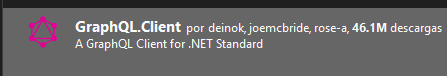 GraphQL.Client por deinok, joemcbride, rose-a, 46.1M descargas
A GraphQL Client for .NET Standard